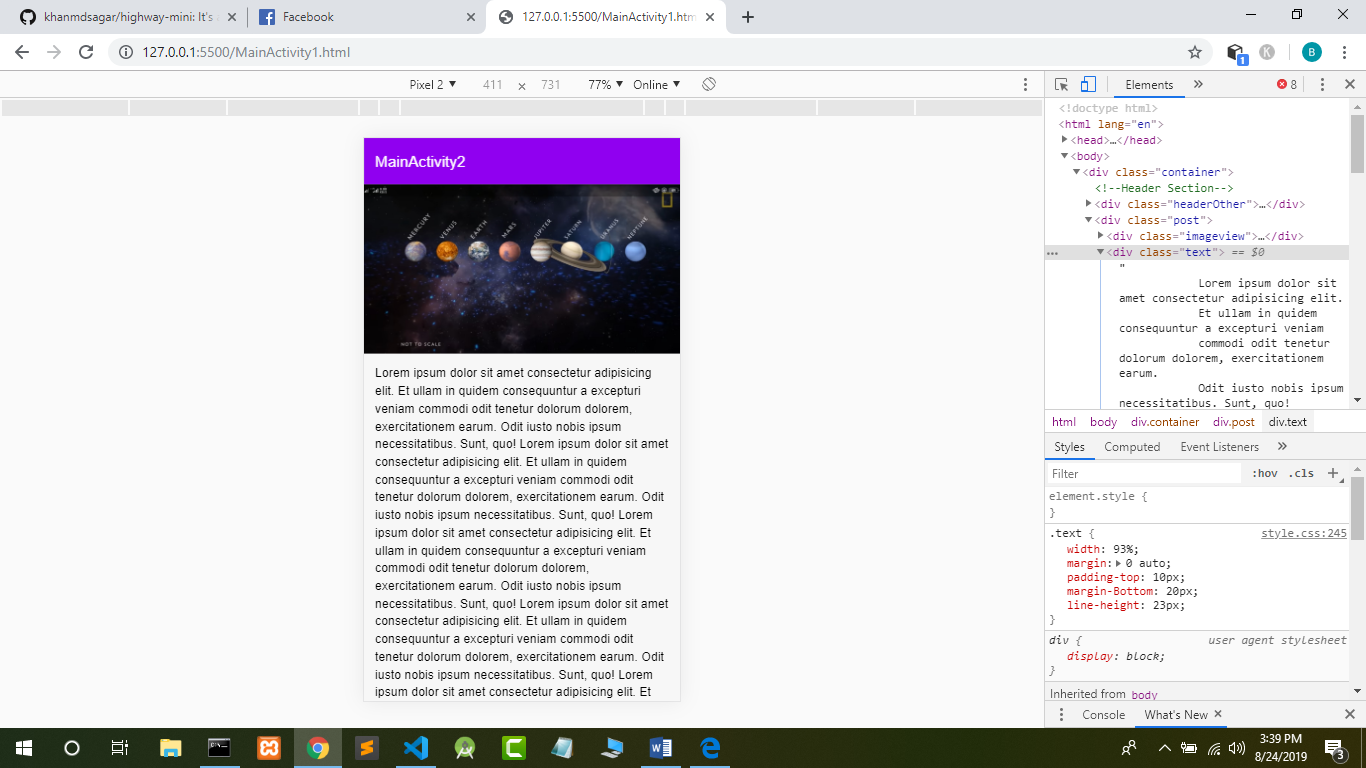 khanmdsagar/highway-mini: It's
Facebook
127.0.0.1:5500/MainActivity1.htm
127.0.0.1:5500/MainActivity1.html
1
K
B
Pixel 2 ▼ 411 × 731 77% ▼ Online ▼
Elements » 8
MainActivity2
MERCURY VENUS EARTH MARS JUPITER SATURN URANUS NEPTUNE
NOT TO SCALE
Lorem ipsum dolor sit amet consectetur adipisicing
elit. Et ullam in quidem consequuntur a excepturi
veniam commodi odit tenetur dolorum dolorem,
exercitationem earum. Odit iusto nobis ipsum
necessitatibus. Sunt, quo! Lorem ipsum dolor sit amet
consectetur adipisicing elit. Et ullam in quidem
consequuntur a excepturi veniam commodi odit
tenetur dolorum dolorem, exercitationem earum. Odit
iusto nobis ipsum necessitatibus. Sunt, quo! Lorem
ipsum dolor sit amet consectetur adipisicing elit. Et
ullam in quidem consequuntur a excepturi veniam
commodi odit tenetur dolorum dolorem,
exercitationem earum. Odit iusto nobis ipsum
necessitatibus. Sunt, quo! Lorem ipsum dolor sit amet
consectetur adipisicing elit. Et ullam in quidem
consequuntur a excepturi veniam commodi odit
tenetur dolorum dolorem, exercitationem earum. Odit
iusto nobis ipsum necessitatibus. Sunt, quo! Lorem
ipsum dolor sit amet consectetur adipisicing elit. Et
<!doctype html>
<html lang="en">
▶<head>…</head>
▼<body>
▼<div class="container">
<!--Header Section-->
▶<div class="headerOther">…</div>
▼<div class="post">
▶<div class="imageview">…</div>
… ▼<div class="text"> == $0
"
Lorem ipsum dolor sit
amet consectetur adipisicing elit.
Et ullam in quidem
consequuntur a excepturi veniam
commodi odit tenetur
dolorum dolorem, exercitationem
earum.
Odit iusto nobis ipsum
necessitatibus. Sunt, quo!
html body div.container div.post div.text
Styles Computed Event Listeners »
Filter :hov .cls +
element.style {
}
.text { style.css:245
width: 93%;
margin:▶ 0 auto;
padding-top: 10px;
margin-Bottom: 20px;
line-height: 23px;
}
div { user agent stylesheet
display: block;
}
Inherited from body
Console What's New ×
3:39 PM
8/24/2019
3